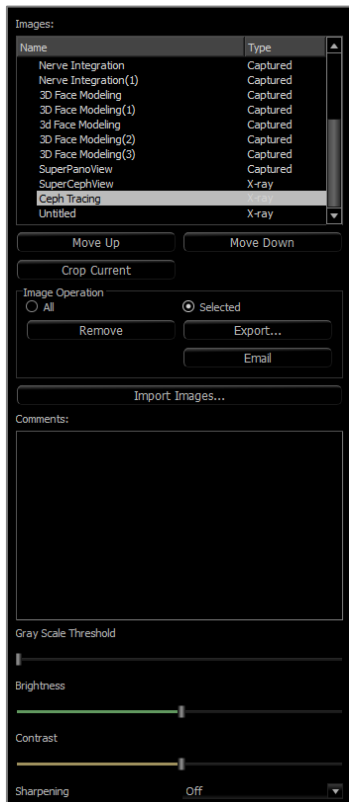 Images:
Name Type
Nerve Integration Captured
Nerve Integration(1) Captured
3D Face Modeling Captured
3D Face Modeling(1) Captured
3d Face Modeling Captured
3D Face Modeling(2) Captured
3D Face Modeling(3) Captured
SuperPanoView Captured
SuperCephView X-ray
Ceph Tracing X-ray
Untitled X-ray
Move Up Move Down
Crop Current
Image Operation
All Selected
Remove Export...
Email
Import Images...
Comments:
Gray Scale Threshold
Brightness
Contrast
Sharpening Off